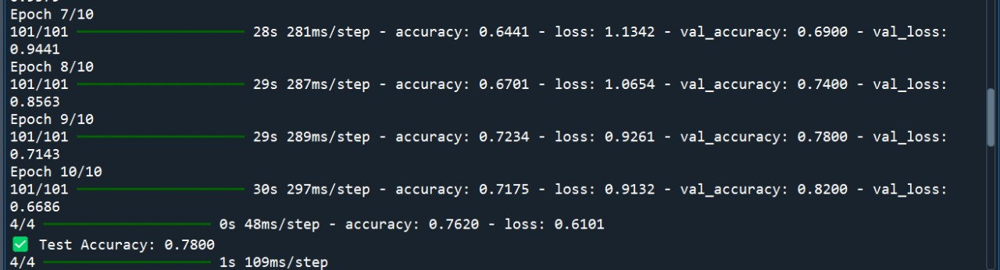 Epoch 7/10
101/101 ━━━━━━━━━━━━━━━━━━━━ 28s 281ms/step - accuracy: 0.6441 - loss: 1.1342 - val_accuracy: 0.6900 - val_loss:
0.9441
Epoch 8/10
101/101 ━━━━━━━━━━━━━━━━━━━━ 29s 287ms/step - accuracy: 0.6701 - loss: 1.0654 - val_accuracy: 0.7400 - val_loss:
0.8563
Epoch 9/10
101/101 ━━━━━━━━━━━━━━━━━━━━ 29s 289ms/step - accuracy: 0.7234 - loss: 0.9261 - val_accuracy: 0.7800 - val_loss:
0.7143
Epoch 10/10
101/101 ━━━━━━━━━━━━━━━━━━━━ 30s 297ms/step - accuracy: 0.7175 - loss: 0.9132 - val_accuracy: 0.8200 - val_loss:
0.6686
4/4 ━━━━━━━━━━━━━━━━━━━━ 0s 48ms/step - accuracy: 0.7620 - loss: 0.6101
✅ Test Accuracy: 0.7800
4/4 ━━━━━━━━━━━━━━━━━━━━ 1s 109ms/step